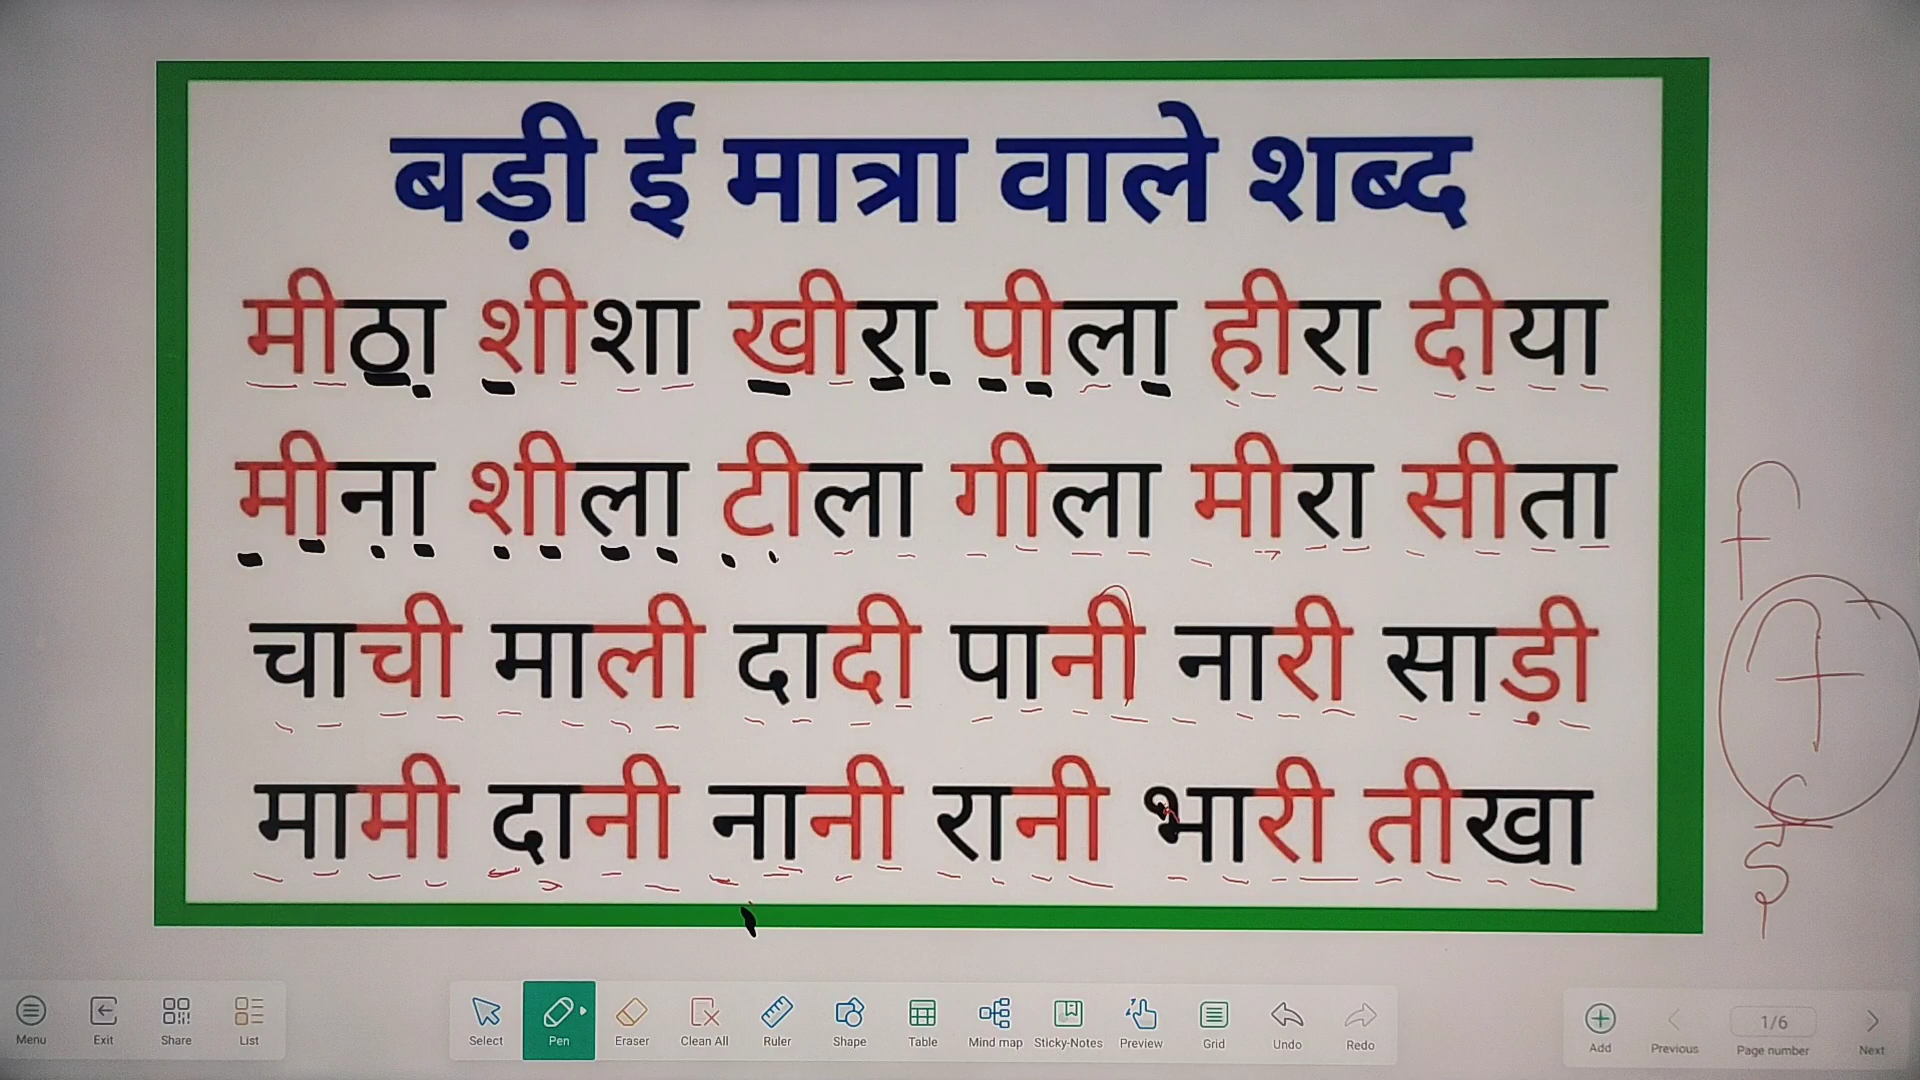 बड़ी ई मात्रा वाले शब्द
मीठा शीशा खीरा पीला हीरा दीया
मीना शीला टीला गीला मीरा सीता
चाची माली दादी पानी नारी साड़ी
मामी दानी नानी रानी भारी तीखा
Menu Exit Share List Select Pen Eraser Clean All Ruler Shape Table Mind map Sticky-Notes Preview Grid Undo Redo Add Previous 1/6 Page number Next